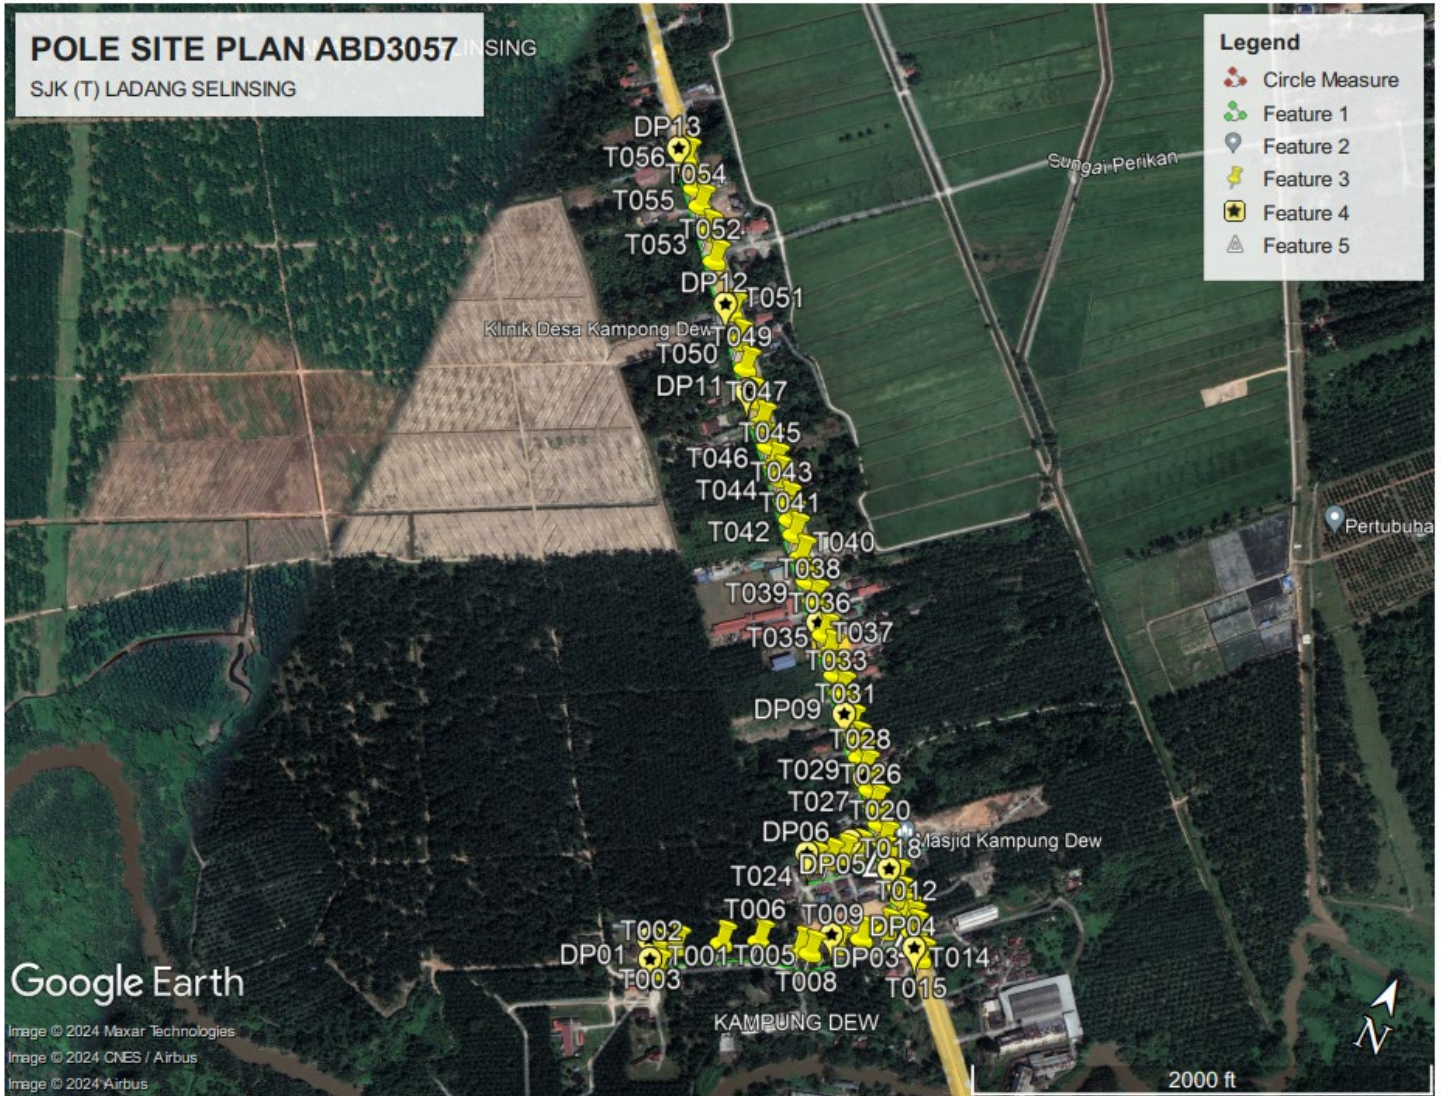 POLE SITE PLAN ABD3057
SJK (T) LADANG SELINSING
LINSING
Legend
Circle Measure
Feature 1
Feature 2
Feature 3
Feature 4
Feature 5
Sungai Perikan
DP13
T056
T054
T055
T052
T053
DP12
T051
Klinik Desa Kampong Dew
T049
T050
DP11
T047
T045
T046
T043
T044
T041
T042
T040
T038
T039
T036
T035
T037
T033
T031
DP09
T028
T029
T026
T027
T020
DP06
Masjid Kampung Dew
T018
DP05
T024
T012
T006
T009
T002
DP04
DP01
T001
T005
DP03
T014
T003
T008
T015
KAMPUNG DEW
Pertubuha
Google Earth
Image © 2024 Maxar Technologies
Image © 2024 CNES / Airbus
Image © 2024 Airbus
N
2000 ft